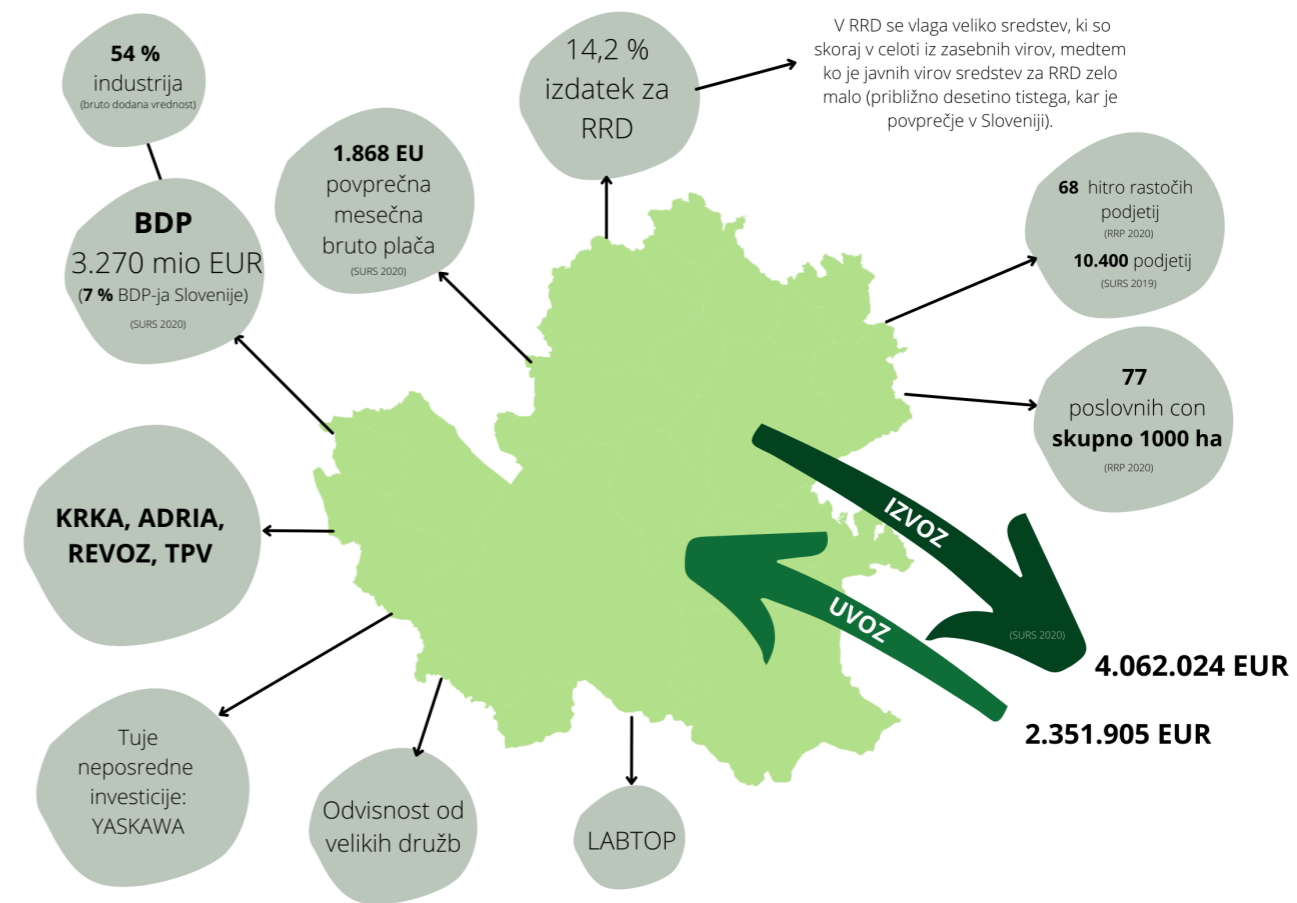 54 %
industrija
(bruto dodana vrednost)
BDP
3.270 mio EUR
(7 % BDP-ja Slovenije)
(SURS 2020)
1.868 EU
povprečna
mesečna
bruto plača
(SURS 2020)
14,2 %
izdatek za
RRD
V RRD se vlaga veliko sredstev, ki so
skoraj v celoti iz zasebnih virov, medtem
ko je javnih virov sredstev za RRD zelo
malo (približno desetino tistega, kar je
povprečje v Sloveniji).
68 hitro rastočih
podjetij
(RRP 2020)
10.400 podjetij
(SURS 2019)
77
poslovnih con
skupno 1000 ha
(RRP 2020)
KRKA, ADRIA,
REVOZ, TPV
IZVOZ
UVOZ
(SURS 2020)
4.062.024 EUR
2.351.905 EUR
Tuje
neposredne
investicije:
YASKAWA
Odvisnost od
velikih družb
LABTOP